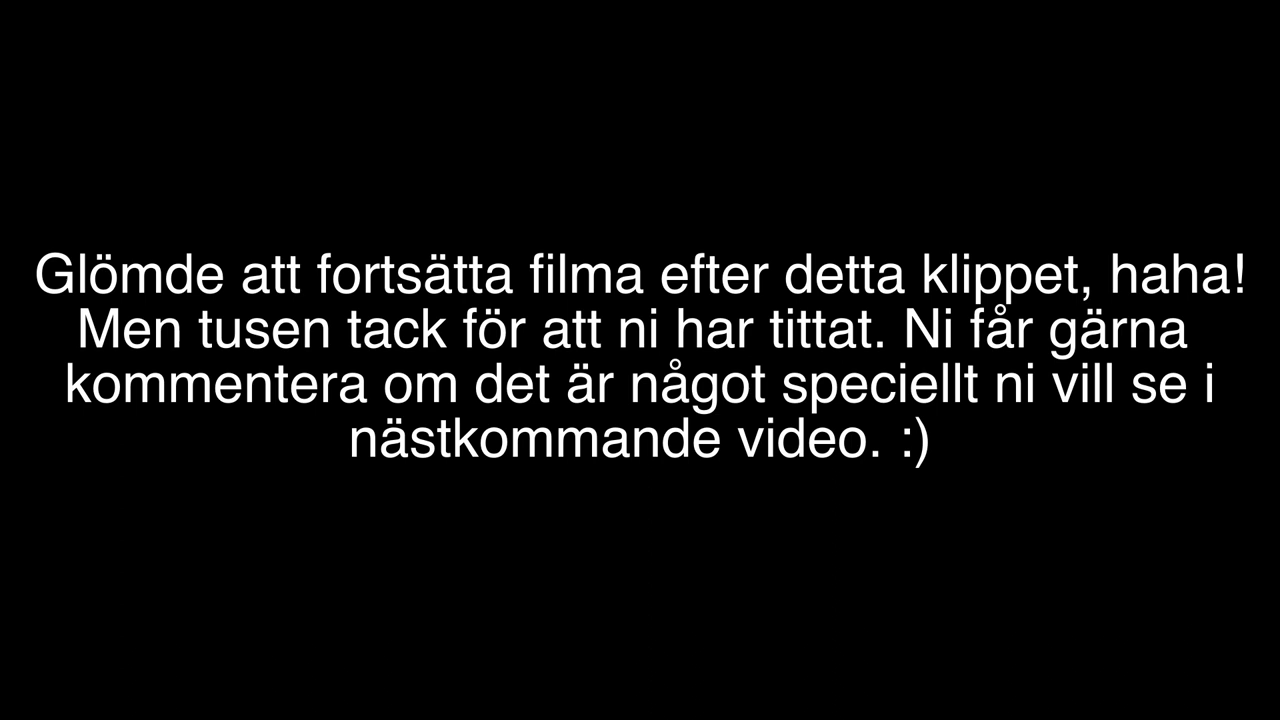 Glömde att fortsätta filma efter detta klippet, haha!
Men tusen tack för att ni har tittat. Ni får gärna
kommentera om det är något speciellt ni vill se i
nästkommande video. :)